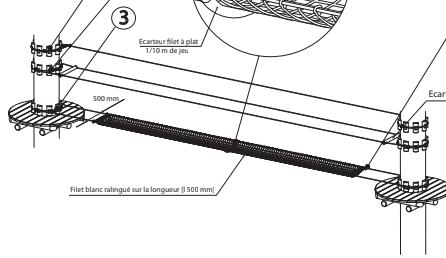 3
Ecarteur filet à plat
1/10 m de jeu
500 mm
Ecar
Filet blanc ralingué sur la longueur [l 500 mm]